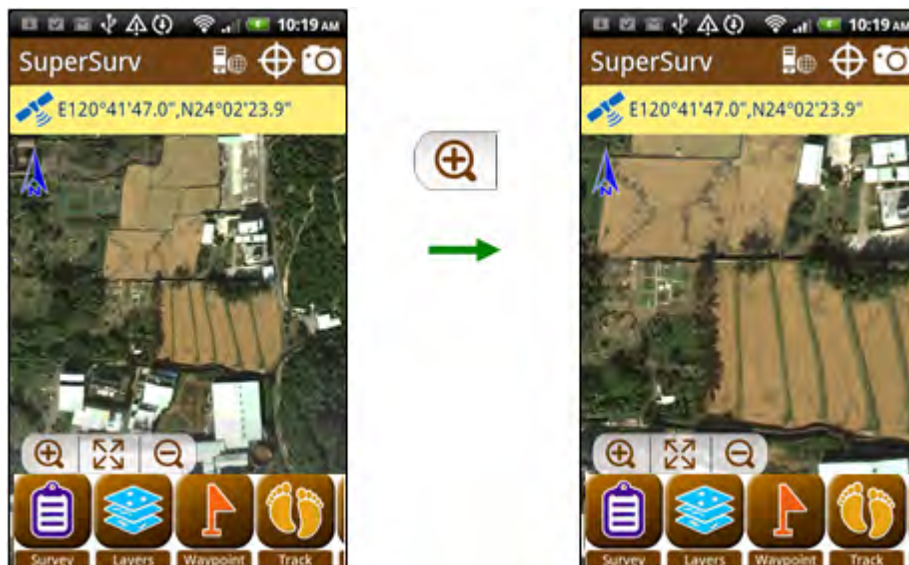 10:19 AM
SuperSurv
E120°41'47.0",N24°02'23.9"
N
Survey Layers Waypoint Track
10:19 AM
SuperSurv
E120°41'47.0",N24°02'23.9"
N
Survey Layers Waypoint Track